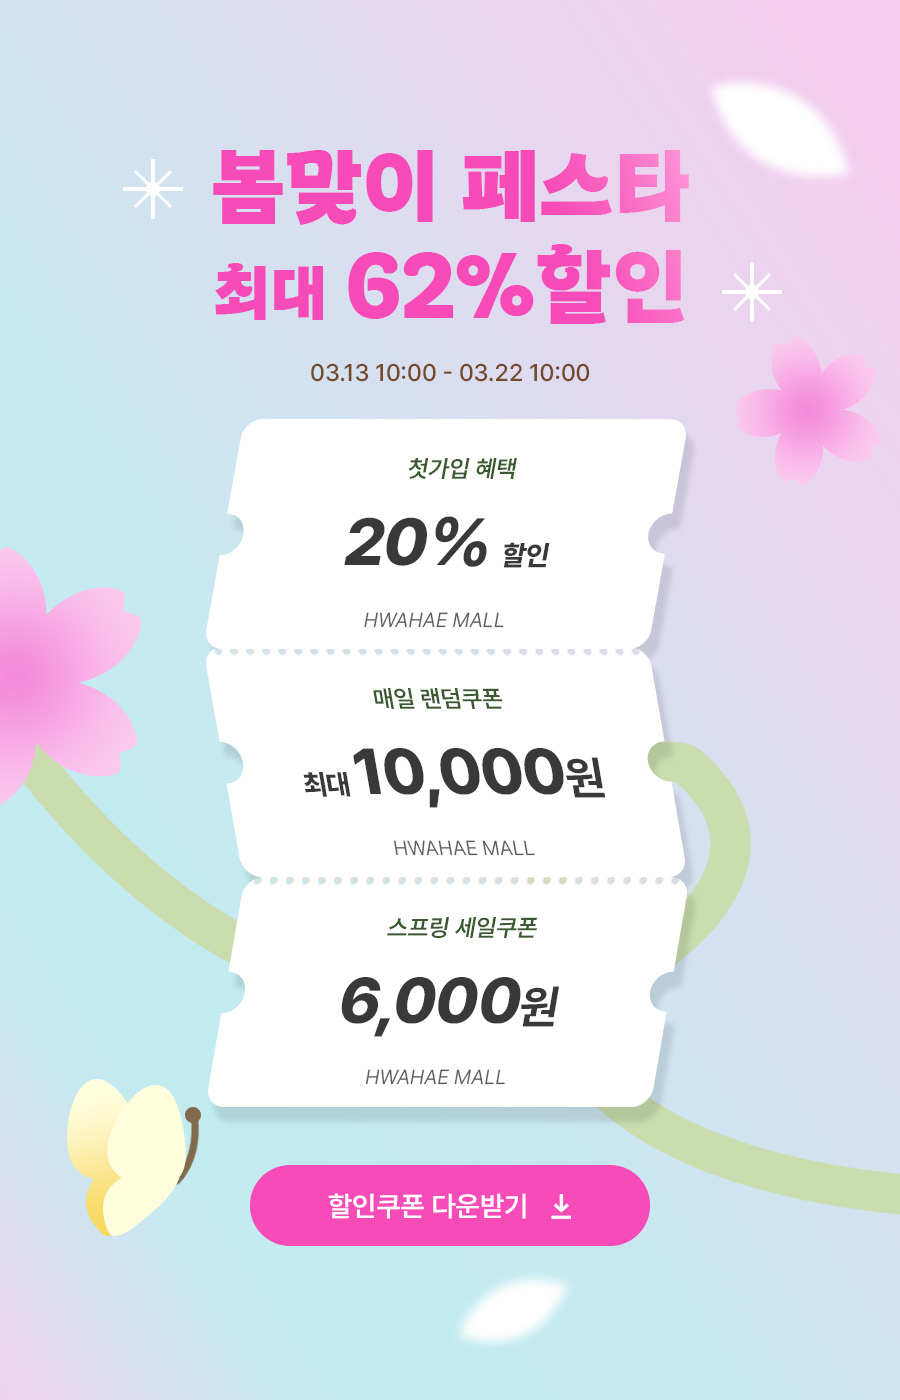 봄맞이 페스타
최대 62%할인
03.13 10:00 - 03.22 10:00
첫가입 혜택
20% 할인
HWAHAE MALL
매일 랜덤쿠폰
최대 10,000원
HWAHAE MALL
스프링 세일쿠폰
6,000원
HWAHAE MALL
할인쿠폰 다운받기